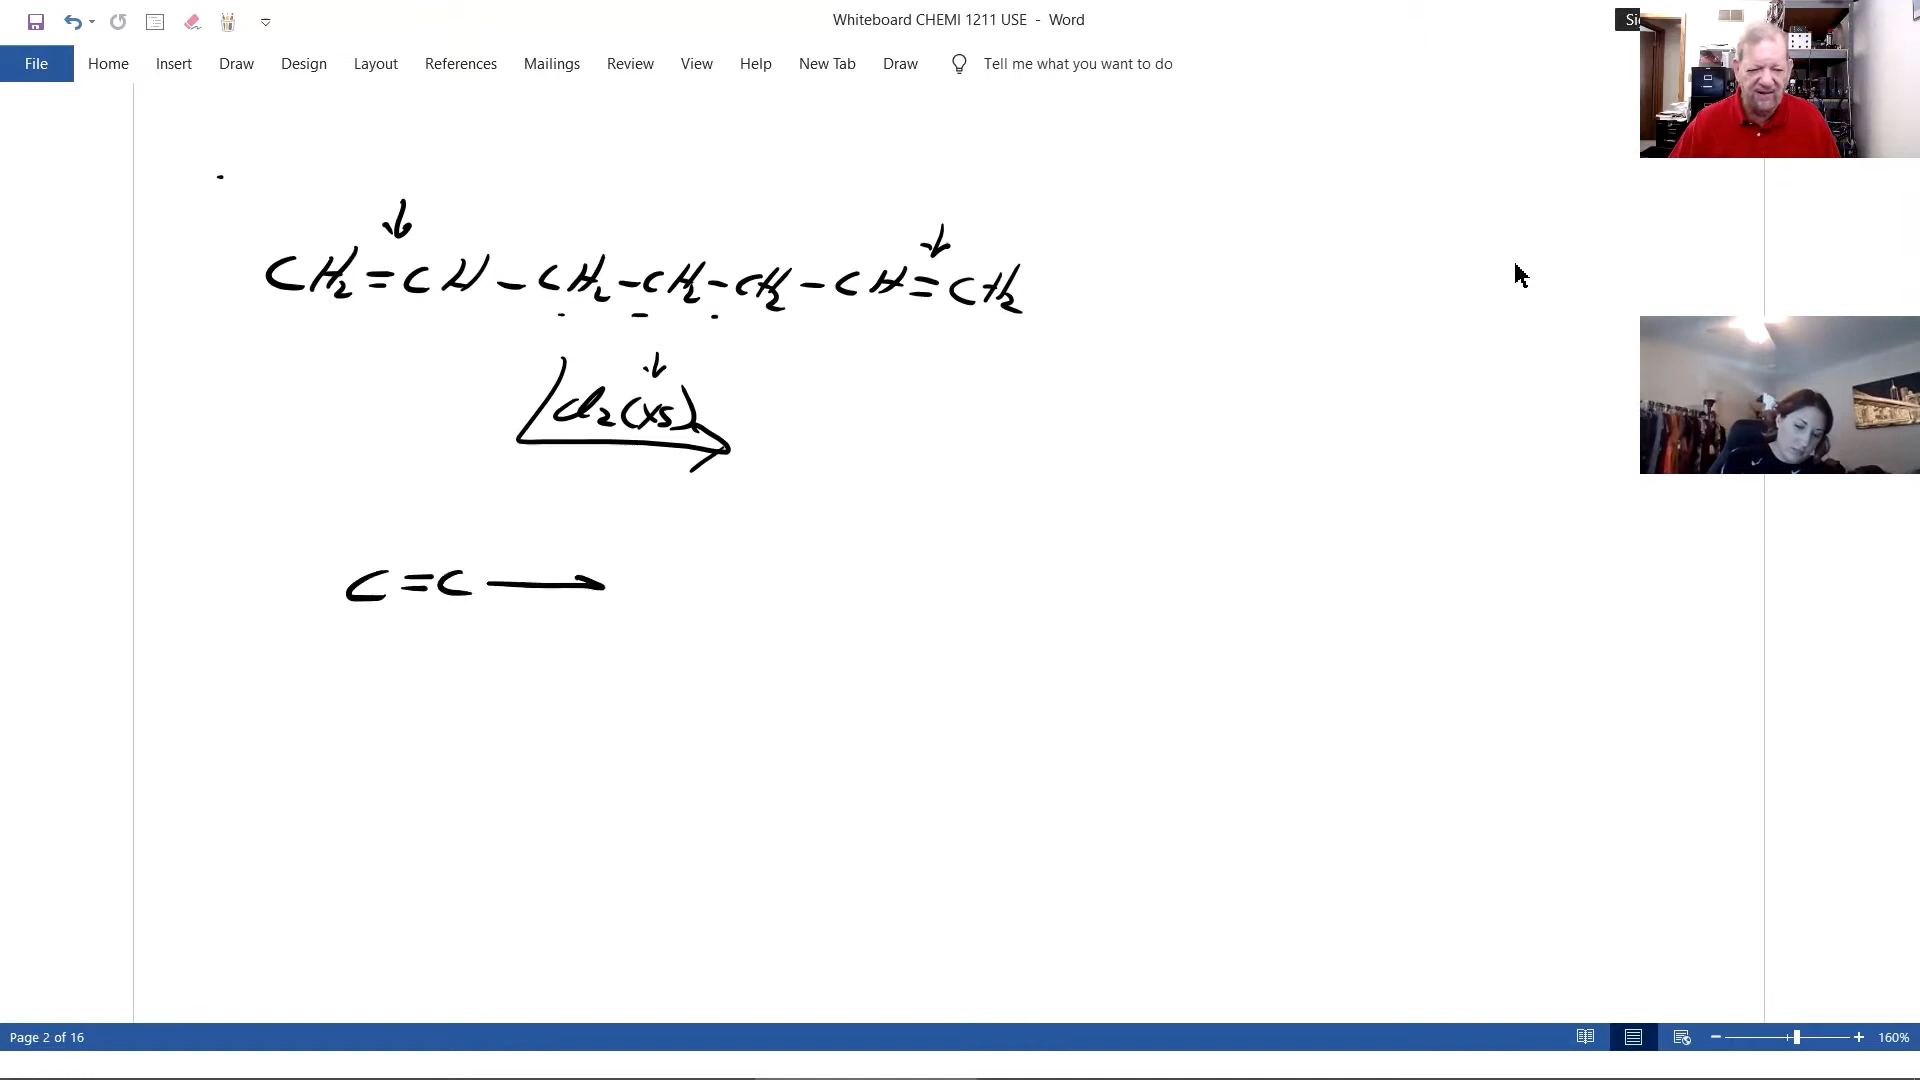 Whiteboard CHEMI 1211 USE - Word
File Home Insert Draw Design Layout References Mailings Review View Help New Tab Draw Tell me what you want to do
CH₂=CH-CH₂-CH₂-CH₂-CH=CH₂
Cl₂(xs)
C=C
Page 2 of 16
160%